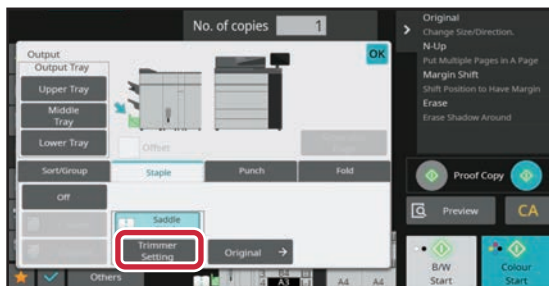 No. of copies 1
Output
OK
Output Tray
Upper Tray
Middle
Tray
Lower Tray
Offset
Sort/Group
Staple
Punch
Fold
Off
Saddle
Trimmer
Setting
Original →
Others
A3
A4
A4
Original
Change Size/Direction.
N-Up
Put Multiple Pages in A Page
Margin Shift
Shift Position to Have Margin
Erase
Erase Shadow Around
Proof Copy
Preview
CA
B/W
Start
Colour
Start